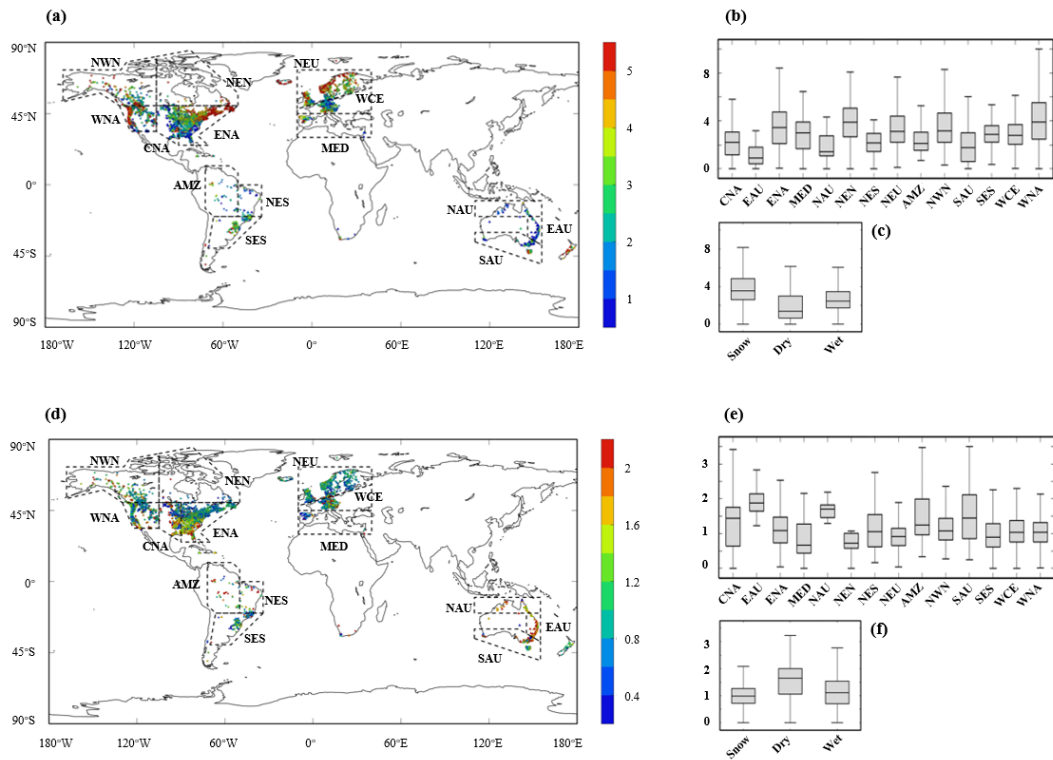 (a)
90°N
45°N
0°
45°S
90°S
180°W
120°W
60°W
0°
60°E
120°E
180°E
NWN
NEN
WNA
CNA
ENA
AMZ
NES
SES
NEU
WCE
MED
NAU
EAU
SAU
5
4
3
2
1
(b)
8
4
0
CNA
EAU
ENA
MED
NAU
NEN
NES
NEU
AMZ
NWN
SAU
SES
WCE
WNA
(c)
8
4
0
Snow
Dry
Wet
(d)
90°N
45°N
0°
45°S
90°S
180°W
120°W
60°W
0°
60°E
120°E
180°E
NWN
NEN
WNA
CNA
ENA
AMZ
NES
SES
NEU
WCE
MED
NAU
EAU
SAU
2
1.6
1.2
0.8
0.4
(e)
3
2
1
0
CNA
EAU
ENA
MED
NAU
NEN
NES
NEU
AMZ
NWN
SAU
SES
WCE
WNA
(f)
3
2
1
0
Snow
Dry
Wet